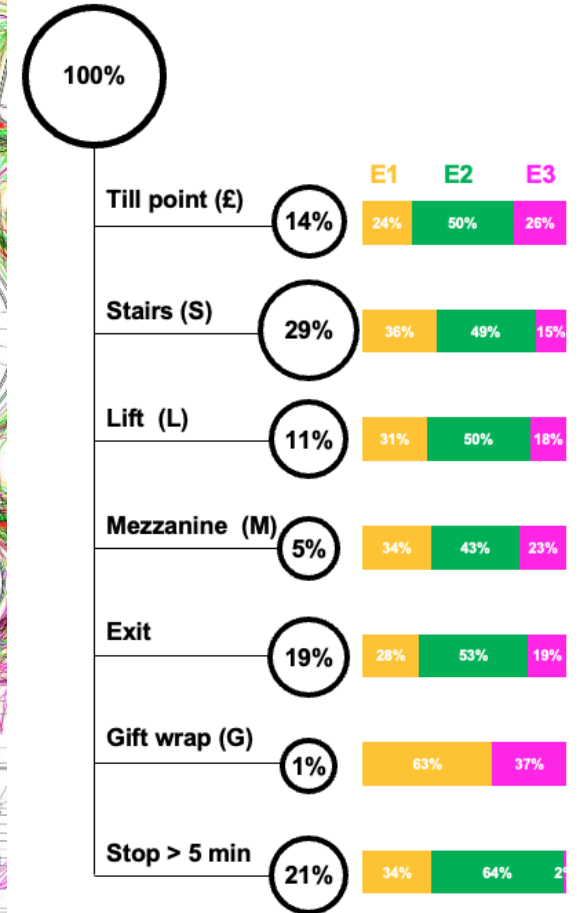 100%
E1 E2 E3
Till point (£) 14% 24% 50% 26%
Stairs (S) 29% 36% 49% 15%
Lift (L) 11% 31% 50% 18%
Mezzanine (M) 5% 34% 43% 23%
Exit 19% 28% 53% 19%
Gift wrap (G) 1% 63% 37%
Stop > 5 min 21% 34% 64% 2%